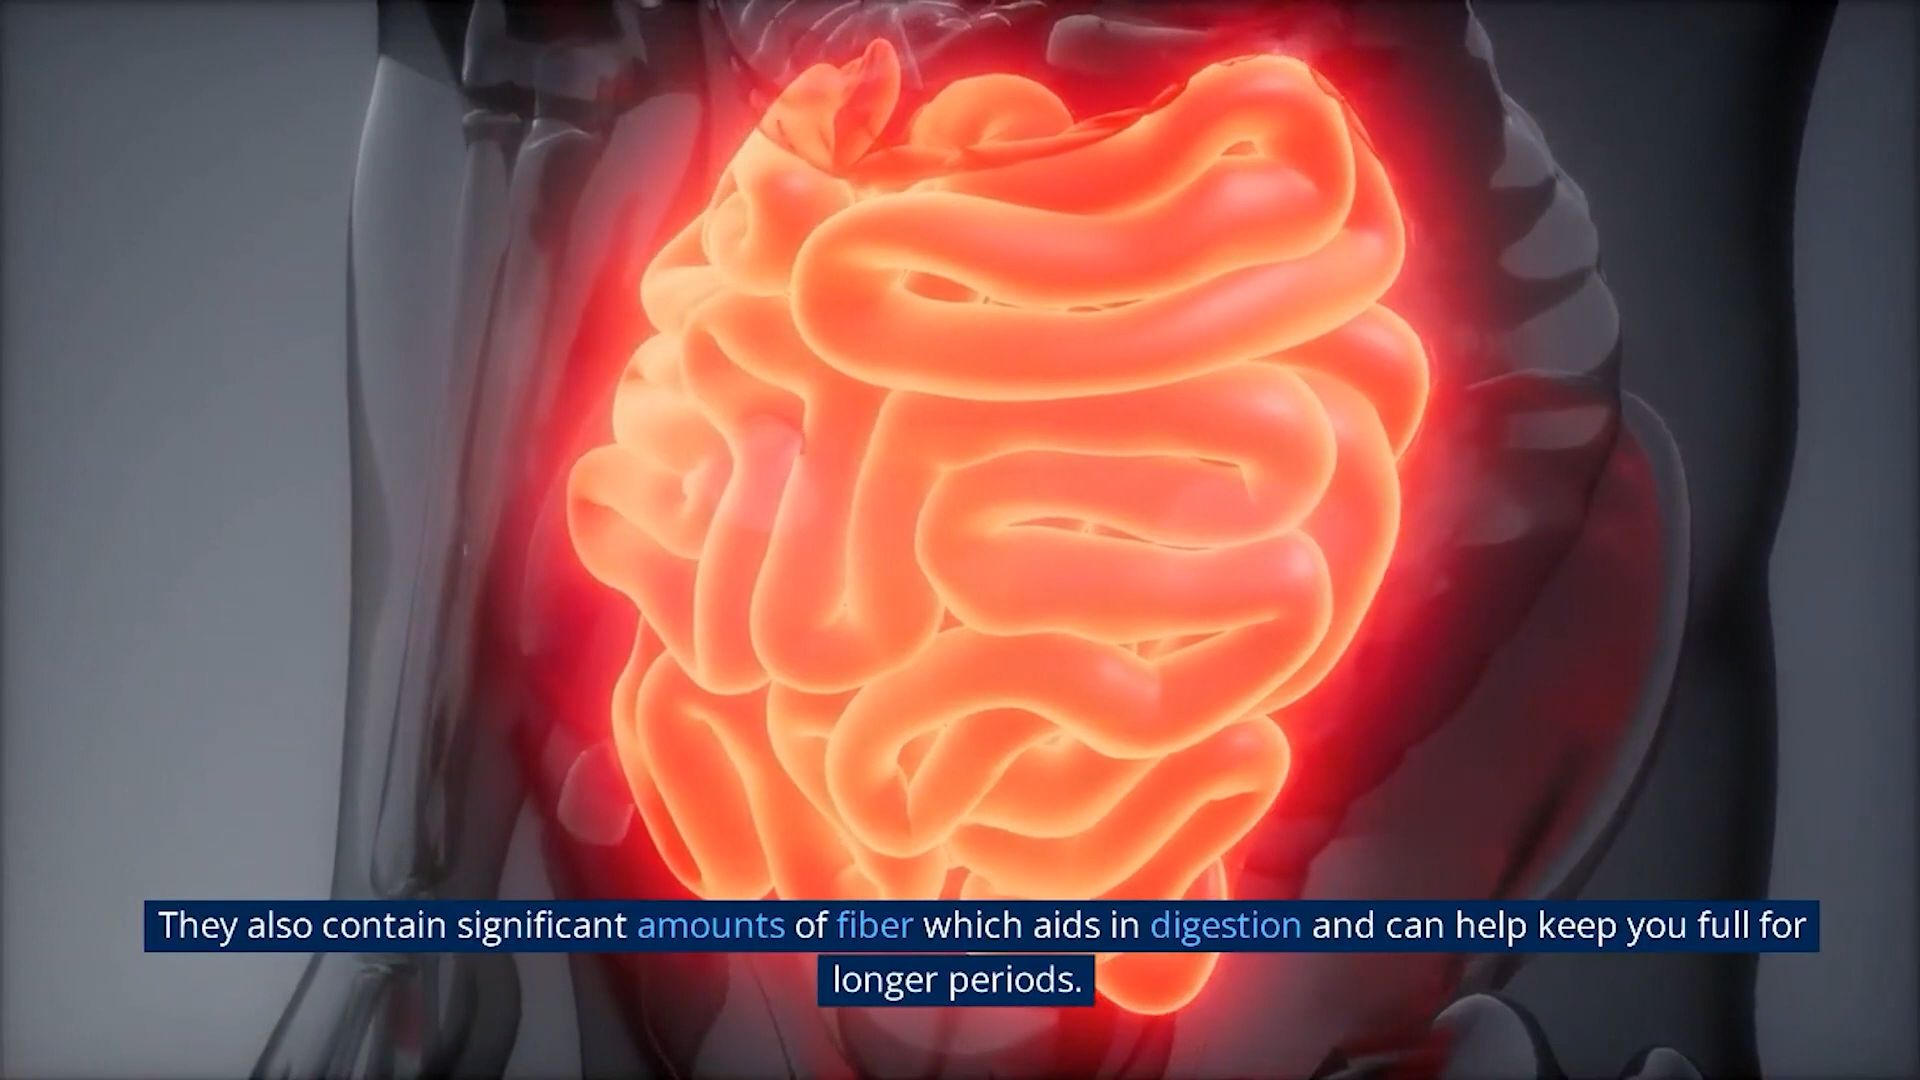 They also contain significant amounts of fiber which aids in digestion and can help keep you full for
longer periods.